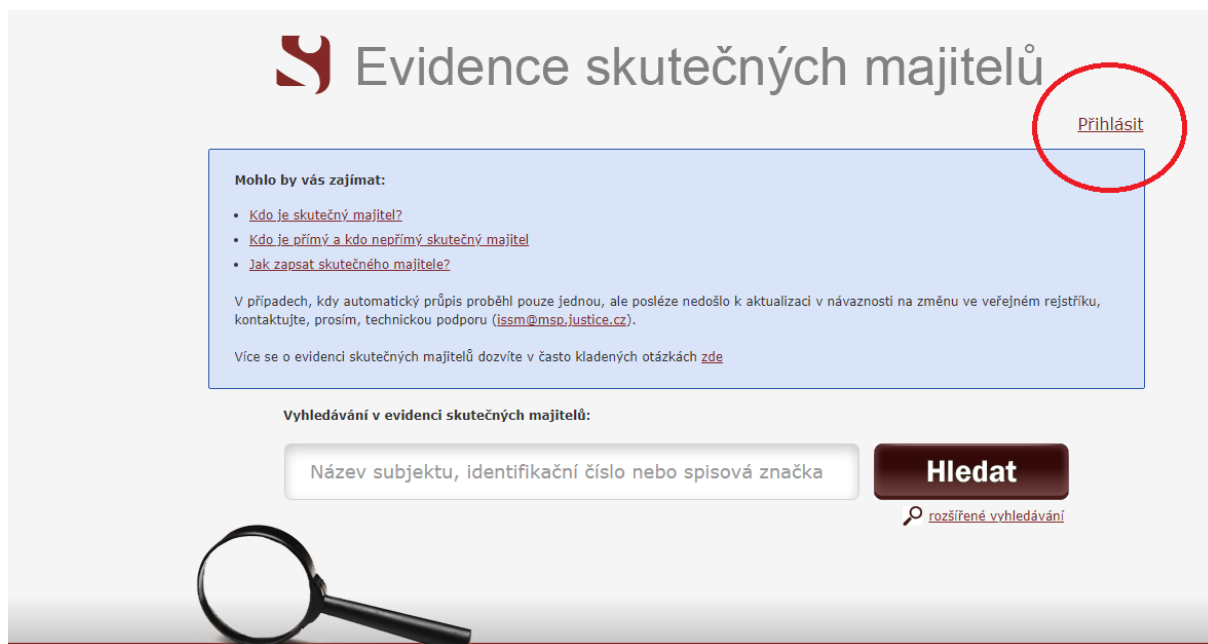 Evidence skutečných majitelů
Přihlásit
Mohlo by vás zajímat:
• Kdo je skutečný majitel?
• Kdo je přímý a kdo nepřímý skutečný majitel
• Jak zapsat skutečného majitele?
V případech, kdy automatický průpis proběhl pouze jednou, ale posléze nedošlo k aktualizaci v návaznosti na změnu ve veřejném rejstříku,
kontaktujte, prosím, technickou podporu (issm@msp.justice.cz).
Více se o evidenci skutečných majitelů dozvíte v často kladených otázkách zde
Vyhledávání v evidenci skutečných majitelů:
Název subjektu, identifikační číslo nebo spisová značka
Hledat
rozšířené vyhledávání